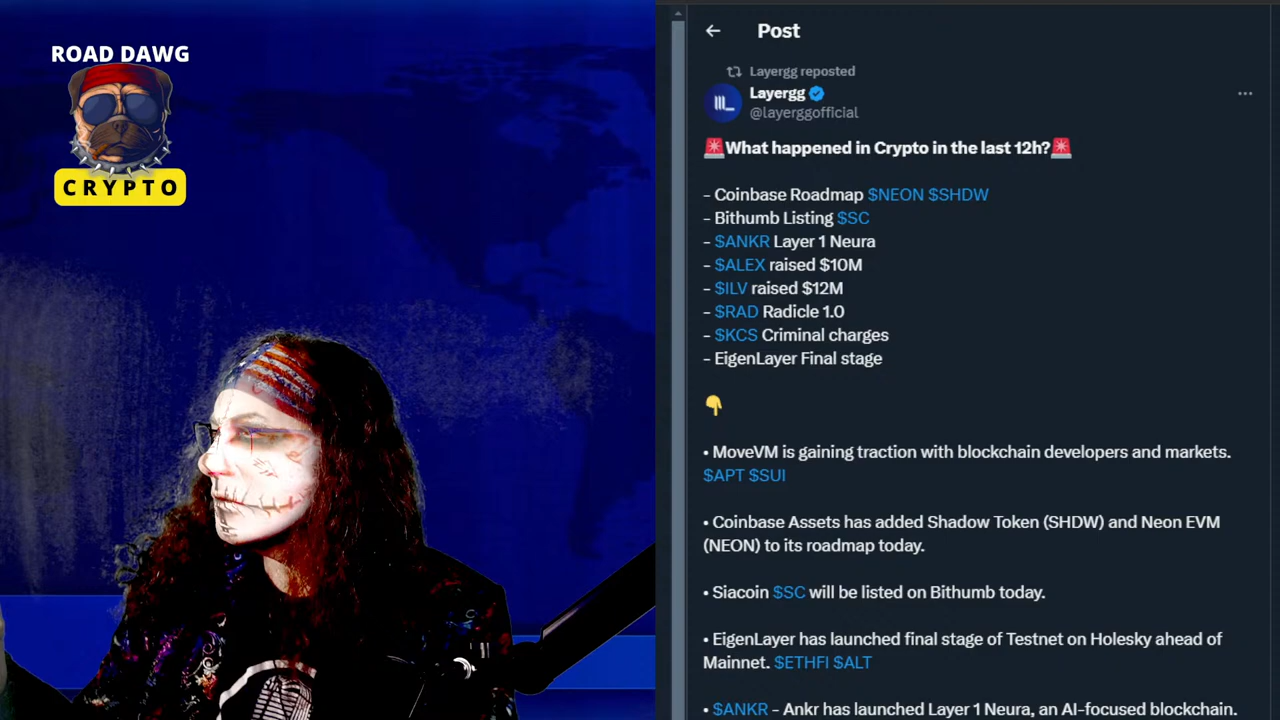 ROAD DAWG
CRYPTO
Post
Layergg reposted
Layergg
@layerggofficial
🚨What happened in Crypto in the last 12h?🚨
- Coinbase Roadmap $NEON $SHDW
- Bithumb Listing $SC
- $ANKR Layer 1 Neura
- $ALEX raised $10M
- $ILV raised $12M
- $RAD Radicle 1.0
- $KCS Criminal charges
- EigenLayer Final stage
👇
• MoveVM is gaining traction with blockchain developers and markets.
$APT $SUI
• Coinbase Assets has added Shadow Token (SHDW) and Neon EVM
(NEON) to its roadmap today.
• Siacoin $SC will be listed on Bithumb today.
• EigenLayer has launched final stage of Testnet on Holesky ahead of
Mainnet. $ETHFI $ALT
• $ANKR - Ankr has launched Layer 1 Neura, an AI-focused blockchain.